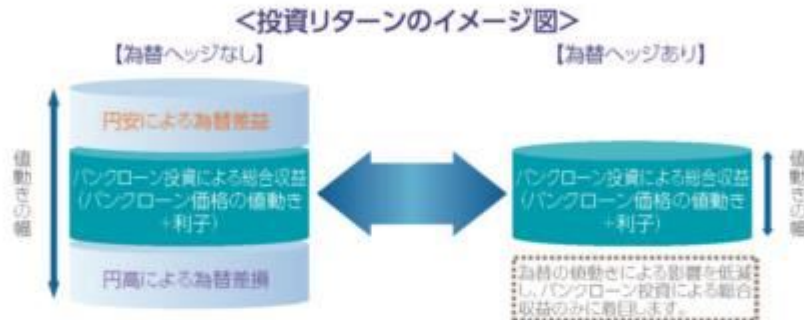 <投資リターンのイメージ図>
【為替ヘッジなし】
【為替ヘッジあり】
値動きの幅
円安による為替差益
バンクローン投資による総合収益
(バンクローン価格の値動き
+利子)
円高による為替差損
バンクローン投資による総合収益
(バンクローン価格の値動き
+利子)
値動きの幅
為替の値動きによる影響を低減
し、バンクローン投資による総合
収益のみに着目します。